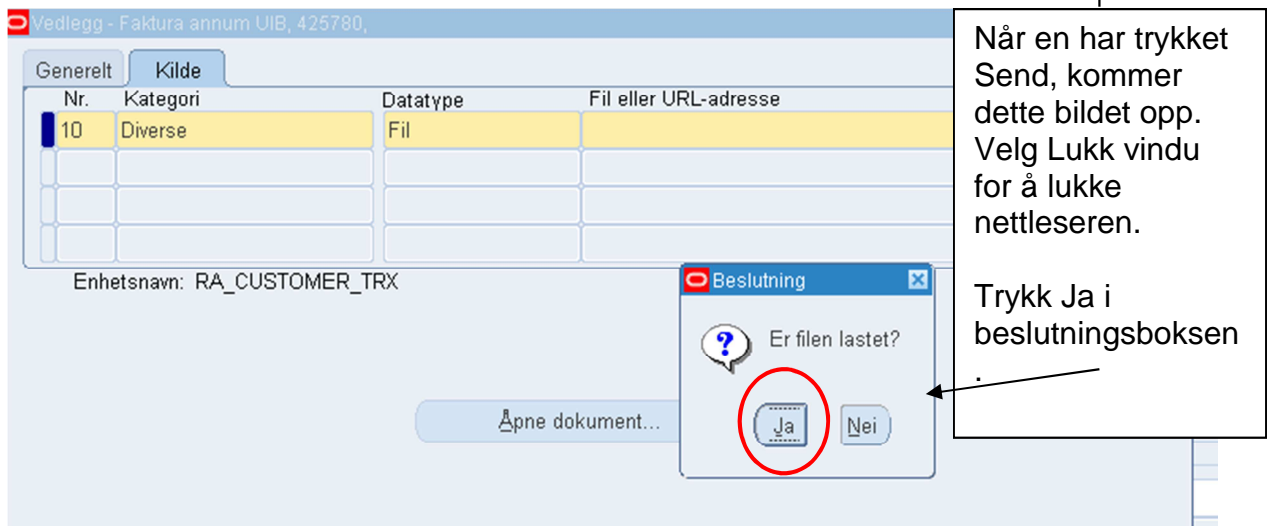 Vedlegg - Faktura annum UIB, 425780,
Generelt Kilde
Nr. Kategori Datatype Fil eller URL-adresse
10 Diverse Fil
Enhetsnavn: RA_CUSTOMER_TRX
Åpne dokument...
Beslutning
Er filen lastet?
Ja Nei
Når en har trykket
Send, kommer
dette bildet opp.
Velg Lukk vindu
for å lukke
nettleseren.
Trykk Ja i
beslutningsboksen
.